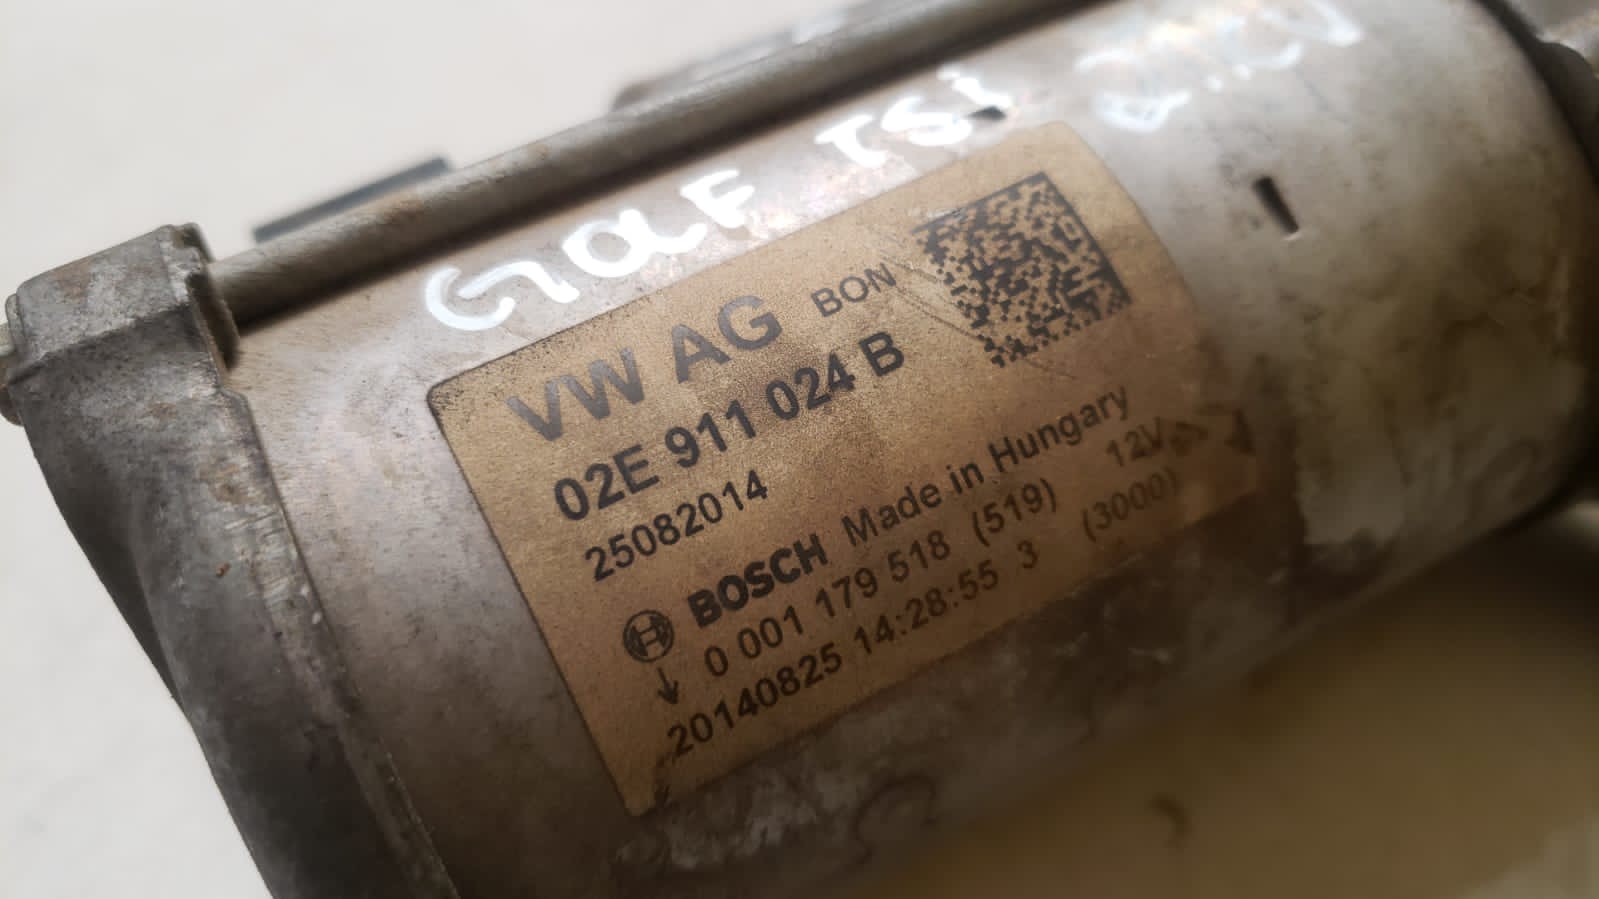 GOLF TSi
VW AG BON
02E 911 024 B
25082014
BOSCH Made in Hungary
↓ 0 001 179 518 (519) 12V
20140825 14:28:55 3 (3000)